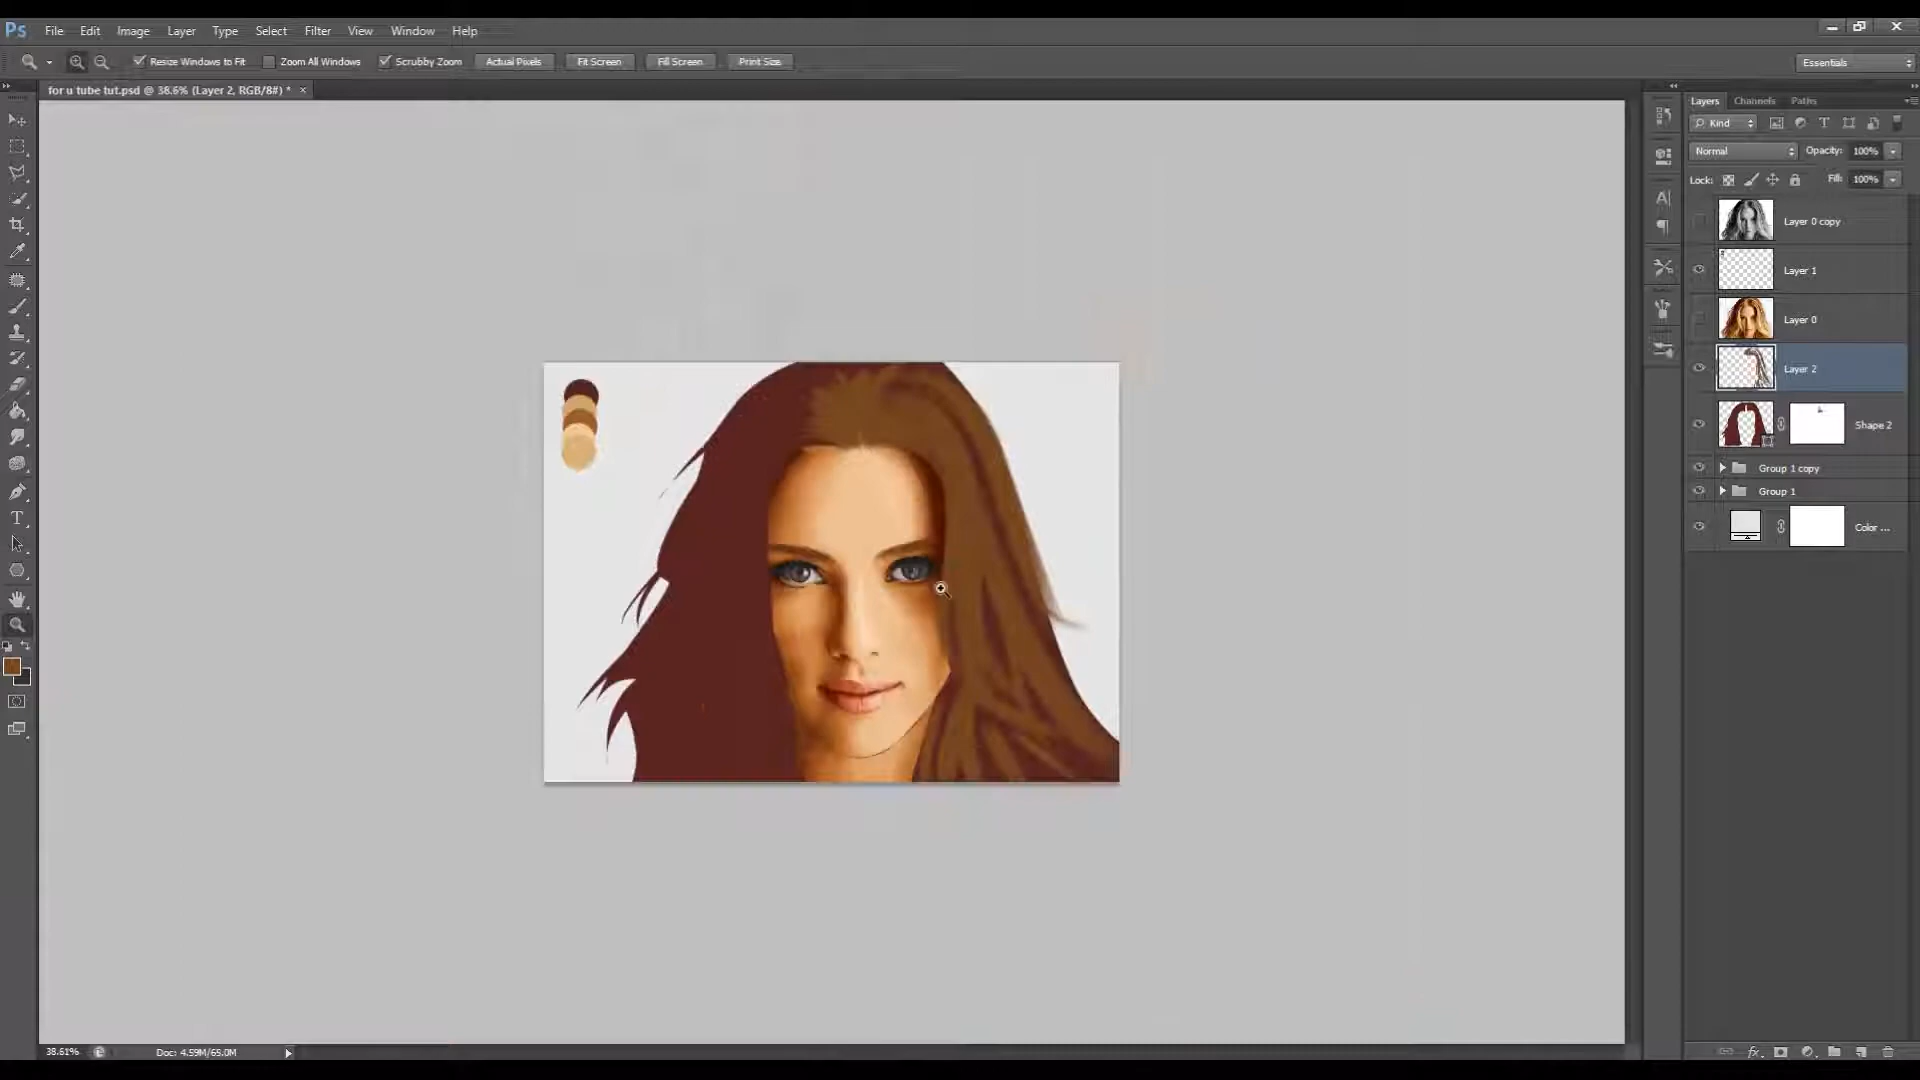 Ps File Edit Image Layer Type Select Filter View Window Help
Resize Windows to Fit Zoom All Windows Scrubby Zoom Actual Pixels Fit Screen Fill Screen Print Size Essentials
for u tube tut.psd @ 38.6% (Layer 2, RGB/8#) * ×
Layers Channels Paths
Kind
Normal Opacity: 100%
Lock: Fill: 100%
Layer 0 copy
Layer 1
Layer 0
Layer 2
Shape 2
Group 1 copy
Group 1
Color ...
38.61% Doc: 4.59M/65.0M